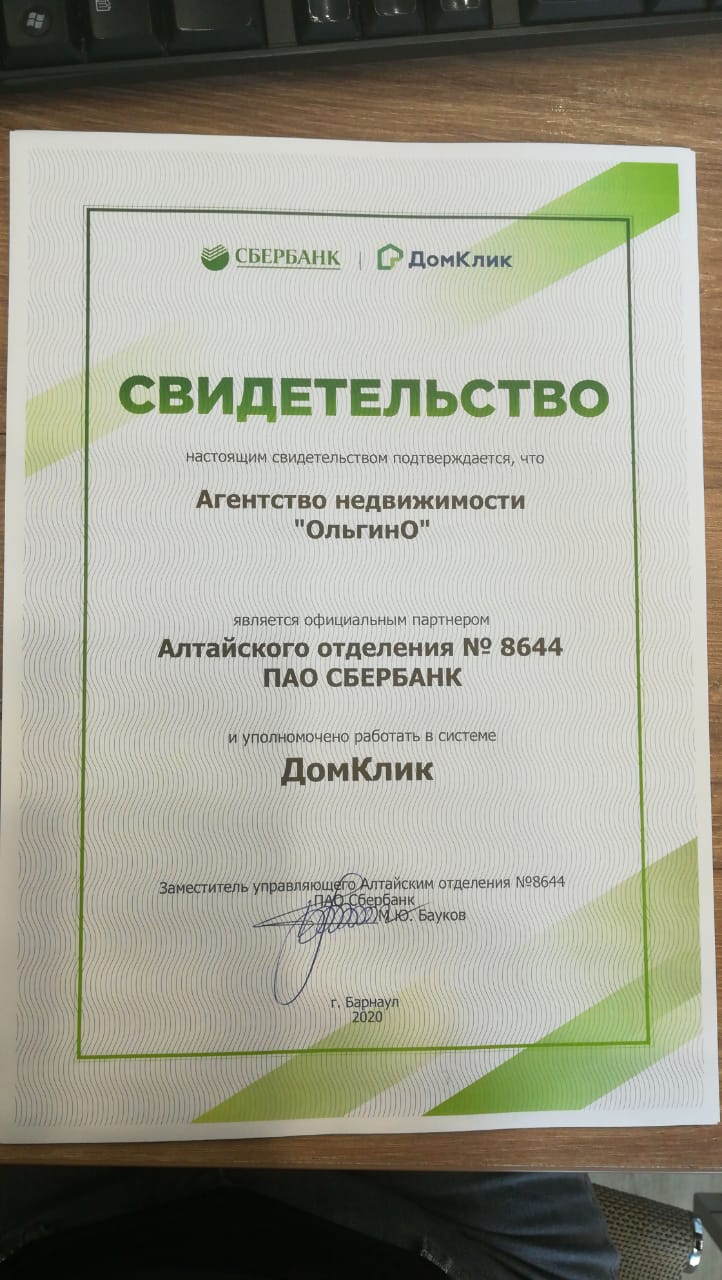 СБЕРБАНК | ДомКлик
СВИДЕТЕЛЬСТВО
настоящим свидетельством подтверждается, что
Агентство недвижимости
"ОльгинО"
является официальным партнером
Алтайского отделения № 8644
ПАО СБЕРБАНК
и уполномочено работать в системе
ДомКлик
Заместитель управляющего Алтайским отделения №8644
ПАО Сбербанк
М.Ю. Бауков
г. Барнаул
2020